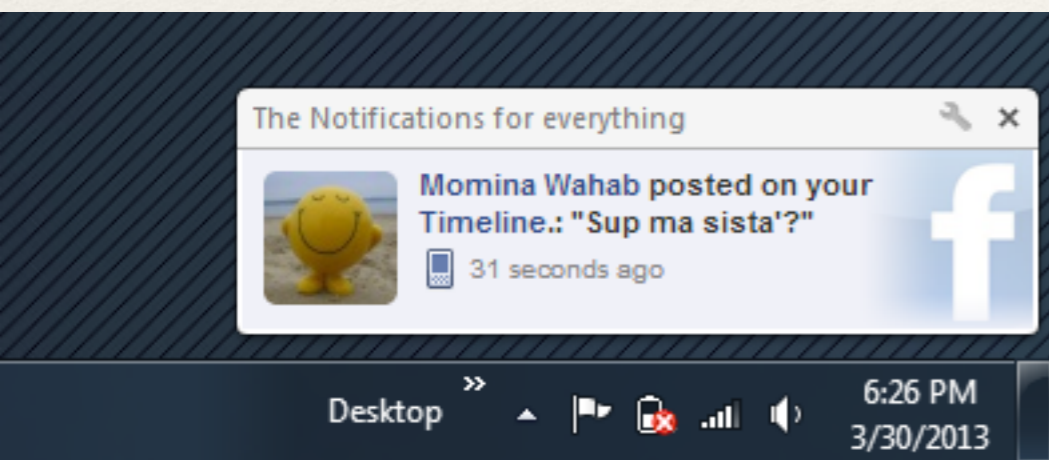 The Notifications for everything
Momina Wahab posted on your
Timeline.: "Sup ma sista'?"
31 seconds ago
f
Desktop
6:26 PM
3/30/2013